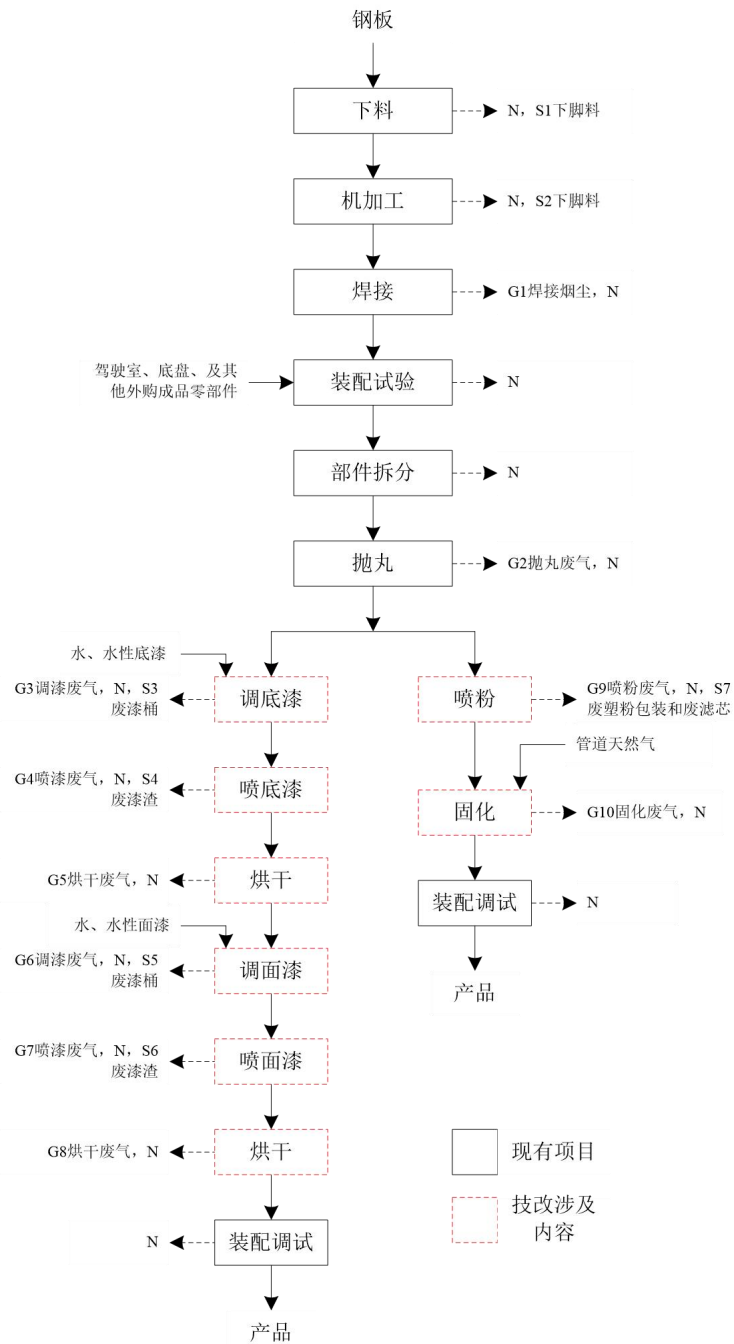 钢板
下料
N，S1下脚料
机加工
N，S2下脚料
焊接
G1焊接烟尘，N
驾驶室、底盘、及其
他外购成品零部件
装配试验
N
部件拆分
N
抛丸
G2抛丸废气，N
水、水性底漆
G3调漆废气，N，S3
废漆桶
调底漆
G4喷漆废气，N，S4
废漆渣
喷底漆
G5烘干废气，N
烘干
水、水性面漆
G6调漆废气，N，S5
废漆桶
调面漆
G7喷漆废气，N，S6
废漆渣
喷面漆
G8烘干废气，N
烘干
N
装配调试
产品
喷粉
G9喷粉废气，N，S7
废塑粉包装和废滤芯
管道天然气
固化
G10固化废气，N
装配调试
N
产品
现有项目
技改涉及
内容